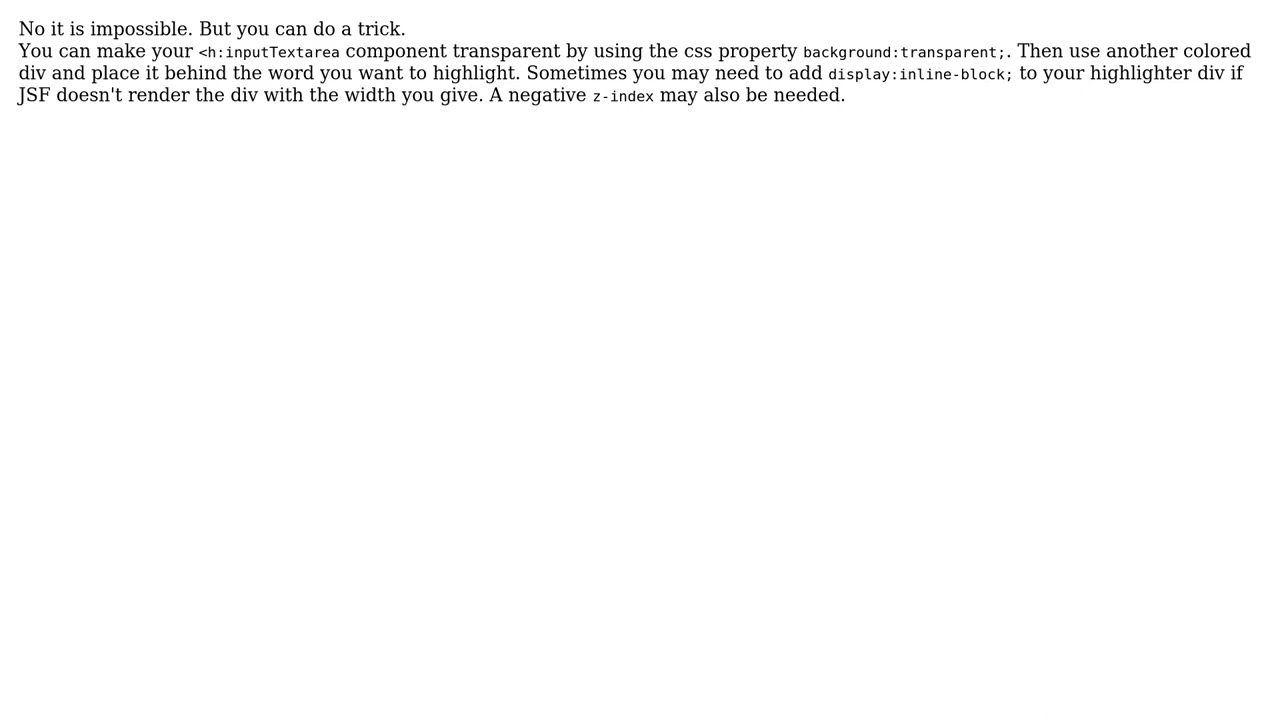 No it is impossible. But you can do a trick.
You can make your <h:inputTextarea component transparent by using the css property background:transparent;. Then use another colored
div and place it behind the word you want to highlight. Sometimes you may need to add display:inline-block; to your highlighter div if
JSF doesn't render the div with the width you give. A negative z-index may also be needed.